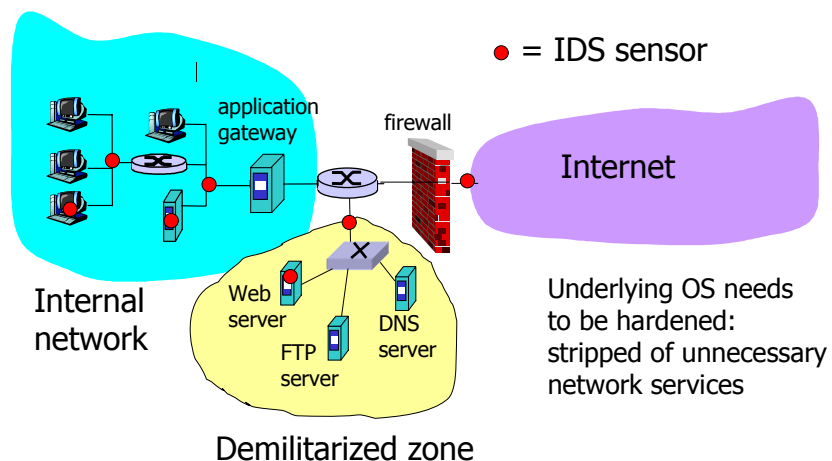 = IDS sensor
application
gateway
firewall
Internet
Internal
network
Web
server
FTP
server
DNS
server
Underlying OS needs
to be hardened:
stripped of unnecessary
network services
Demilitarized zone